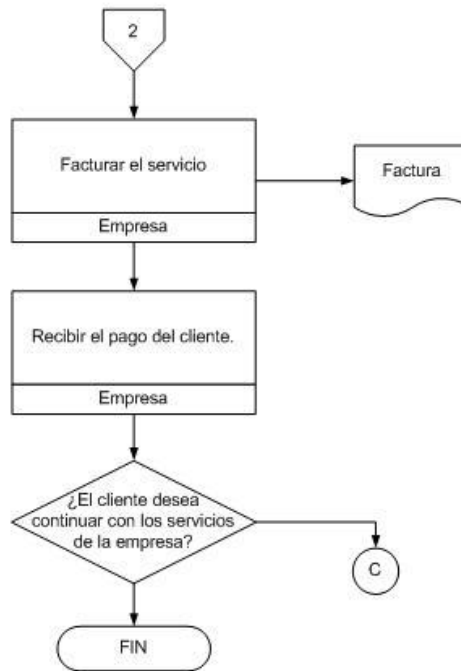 2
Facturar el servicio
Factura
Empresa
Recibir el pago del cliente.
Empresa
¿El cliente desea
continuar con los servicios
de la empresa?
C
FIN